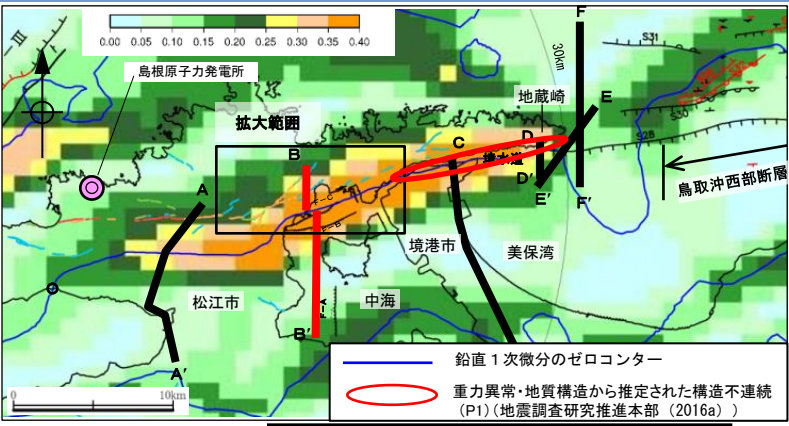 0.00 0.05 0.10 0.15 0.20 0.25 0.30 0.35 0.40
島根原子力発電所
拡大範囲
30km
地蔵崎
F
E
S31
S30
S28
鳥取沖西部断層
A
B
C
D
境水道
D'
E'
F'
F-C
F-B
F-A
境港市
美保湾
松江市
中海
B'
A'
0 10km
鉛直1次微分のゼロコンター
重力異常・地質構造から推定された構造不連続
(P1)(地震調査研究推進本部(2016a))